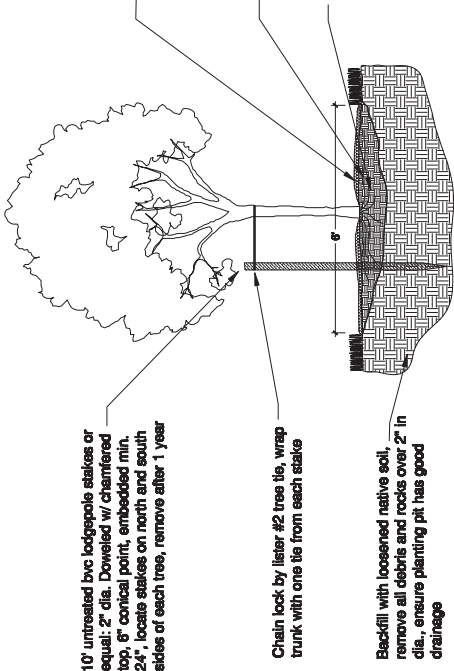 10' untreated bvc lodgepole stakes or
equal: 2" dia. Doweled w/ chamfered
top, 6" conical point, embedded min.
24", locate stakes on north and south
sides of each tree, remove after 1 year
Chain lock by lister #2 tree tie, wrap
trunk with one tie from each stake
Backfill with loosened native soil,
remove all debris and rocks over 2" in
dia., ensure planting pit has good
drainage
6'